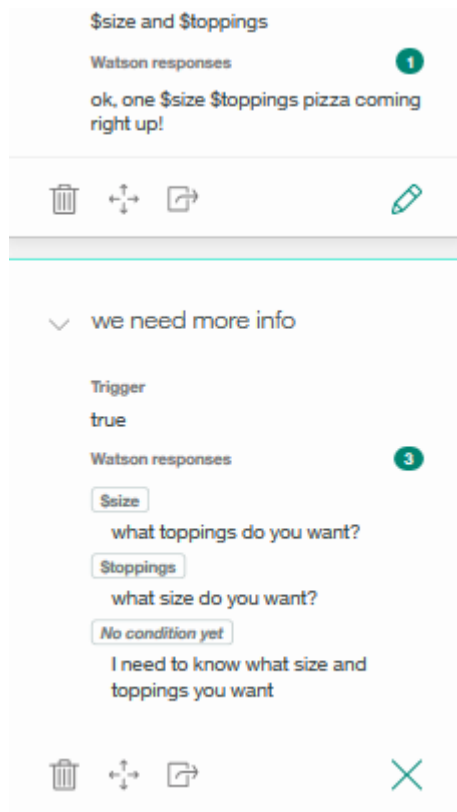 $size and $toppings
Watson responses
1
ok, one $size $toppings pizza coming
right up!
we need more info
Trigger
true
Watson responses
3
$size
what toppings do you want?
$toppings
what size do you want?
No condition yet
I need to know what size and
toppings you want